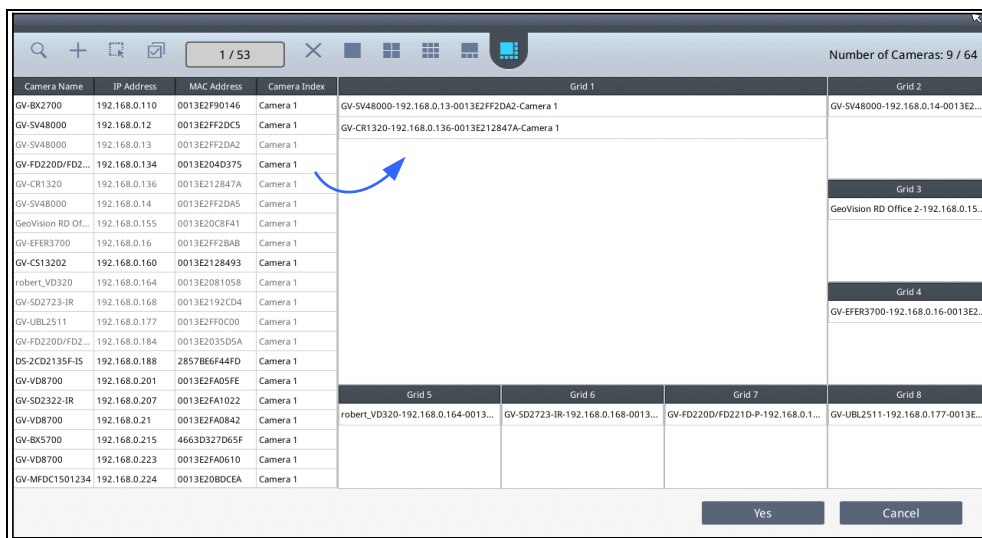 1 / 53
Number of Cameras: 9 / 64
Camera Name IP Address MAC Address Camera Index
GV-BX2700 192.168.0.110 0013E2F90146 Camera 1
GV-SV48000 192.168.0.12 0013E2FF2DC5 Camera 1
GV-SV48000 192.168.0.13 0013E2FF2DA2 Camera 1
GV-FD220D/FD2... 192.168.0.134 0013E204D375 Camera 1
GV-CR1320 192.168.0.136 0013E212847A Camera 1
GV-SV48000 192.168.0.14 0013E2FF2DA5 Camera 1
GeoVision RD Of... 192.168.0.155 0013E20C8F41 Camera 1
GV-EFER3700 192.168.0.16 0013E2FF2BAB Camera 1
GV-CS13202 192.168.0.160 0013E2128493 Camera 1
robert_VD320 192.168.0.164 0013E2081058 Camera 1
GV-SD2723-IR 192.168.0.168 0013E2192CD4 Camera 1
GV-UBL2511 192.168.0.177 0013E2FF0C00 Camera 1
GV-FD220D/FD2... 192.168.0.184 0013E2035D5A Camera 1
DS-2CD2135F-IS 192.168.0.188 2857BE6F44FD Camera 1
GV-VD8700 192.168.0.201 0013E2FA05FE Camera 1
GV-SD2322-IR 192.168.0.207 0013E2FA1022 Camera 1
GV-VD8700 192.168.0.21 0013E2FA0842 Camera 1
GV-BX5700 192.168.0.215 4663D327D65F Camera 1
GV-VD8700 192.168.0.223 0013E2FA0610 Camera 1
GV-MFDC1501234 192.168.0.224 0013E20BDCEA Camera 1
Grid 1
GV-SV48000-192.168.0.13-0013E2FF2DA2-Camera 1
GV-CR1320-192.168.0.136-0013E212847A-Camera 1
Grid 2
GV-SV48000-192.168.0.14-0013E2...
Grid 3
GeoVision RD Office 2-192.168.0.15..
Grid 4
GV-EFER3700-192.168.0.16-0013E2..
Grid 5
robert_VD320-192.168.0.164-0013...
Grid 6
GV-SD2723-IR-192.168.0.168-0013...
Grid 7
GV-FD220D/FD221D-P-192.168.0.1...
Grid 8
GV-UBL2511-192.168.0.177-0013E..
Yes
Cancel